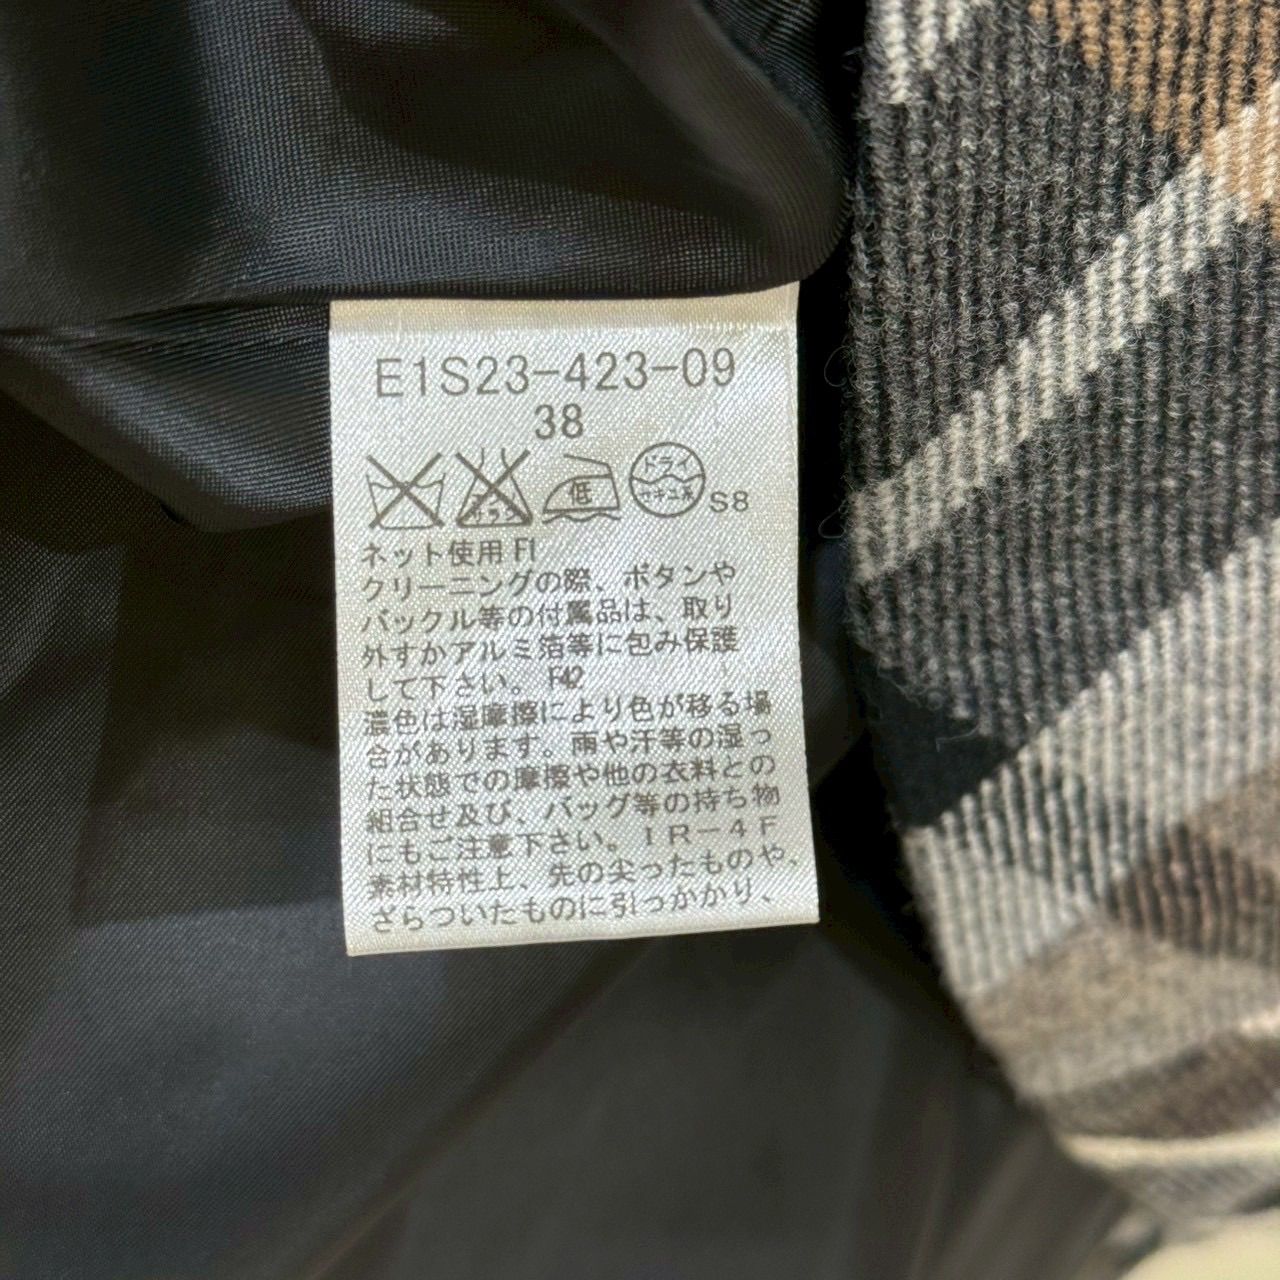 E1S23-423-09
38
低 ドライ セキユ系 S8
ネット使用 F1
クリーニングの際、ボタンや
バックル等の付属品は、取り
外すかアルミ箔等に包み保護
して下さい。 F42
濃色は湿摩擦により色が移る場
合があります。雨や汗等の湿っ
た状態での摩擦や他の衣料との
組合せ及び、バッグ等の持ち物
にもご注意下さい。ＩＲ－４Ｆ
素材特性上、先の尖ったものや、
ざらついたものに引っかかり、